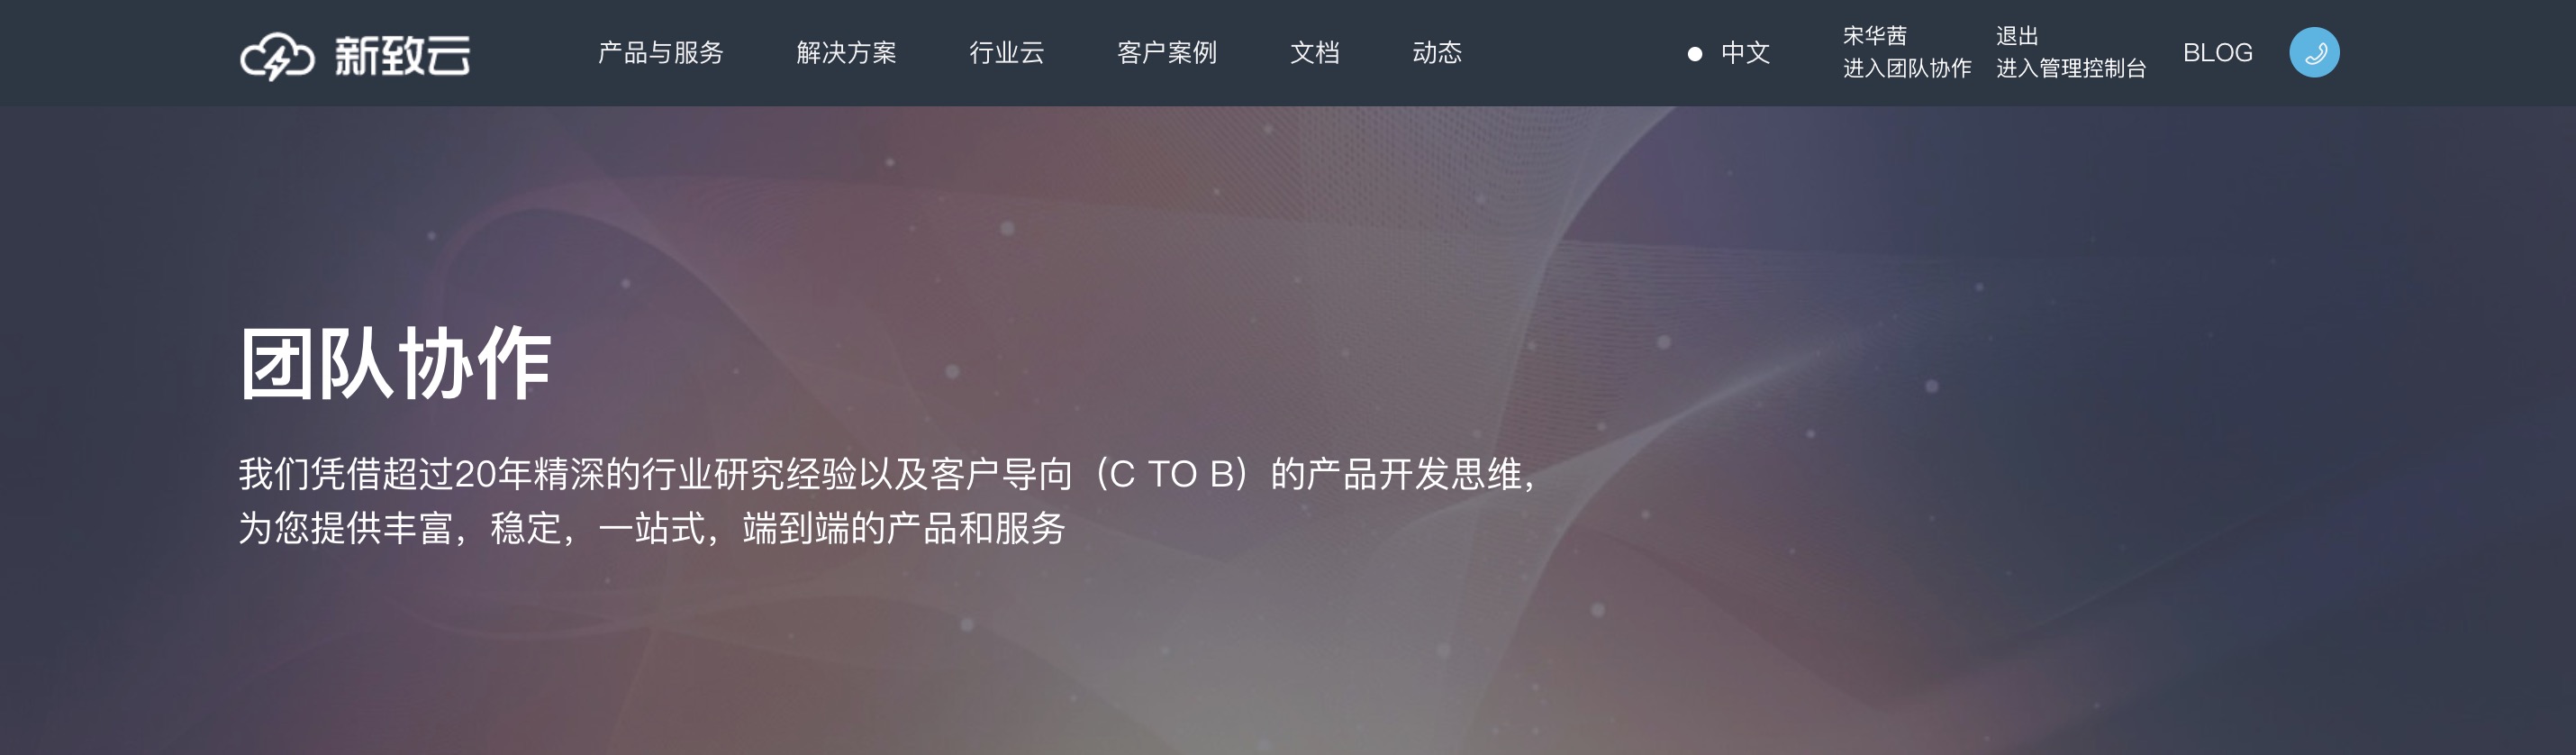 新致云
产品与服务 解决方案 行业云 客户案例 文档 动态 中文 宋华茜 退出 BLOG
进入团队协作 进入管理控制台
团队协作
我们凭借超过20年精深的行业研究经验以及客户导向（C TO B）的产品开发思维，
为您提供丰富，稳定，一站式，端到端的产品和服务